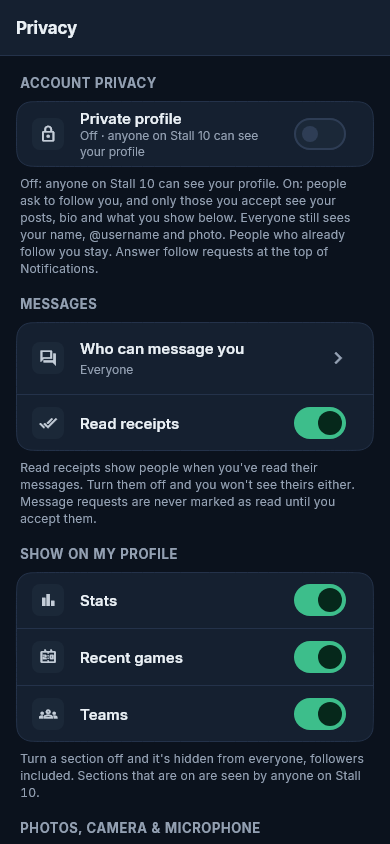 Privacy
ACCOUNT PRIVACY
Private profile
Off · anyone on Stall 10 can see
your profile
Off: anyone on Stall 10 can see your profile. On: people
ask to follow you, and only those you accept see your
posts, bio and what you show below. Everyone still sees
your name, @username and photo. People who already
follow you stay. Answer follow requests at the top of
Notifications.
MESSAGES
Who can message you
Everyone
Read receipts
Read receipts show people when you've read their
messages. Turn them off and you won't see theirs either.
Message requests are never marked as read until you
accept them.
SHOW ON MY PROFILE
Stats
Recent games
Teams
Turn a section off and it's hidden from everyone, followers
included. Sections that are on are seen by anyone on Stall
10.
PHOTOS, CAMERA & MICROPHONE